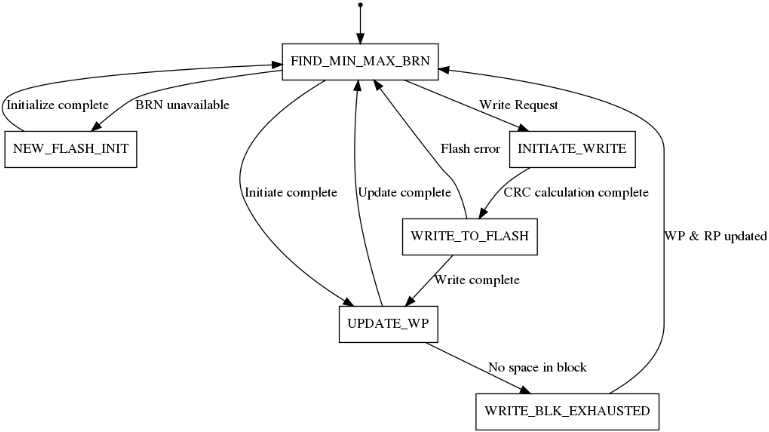 FIND_MIN_MAX_BRN
Initialize complete
BRN unavailable
Write Request
NEW_FLASH_INIT
Flash error
INITIATE_WRITE
Initiate complete
Update complete
CRC calculation complete
WRITE_TO_FLASH
WP & RP updated
Write complete
UPDATE_WP
No space in block
WRITE_BLK_EXHAUSTED